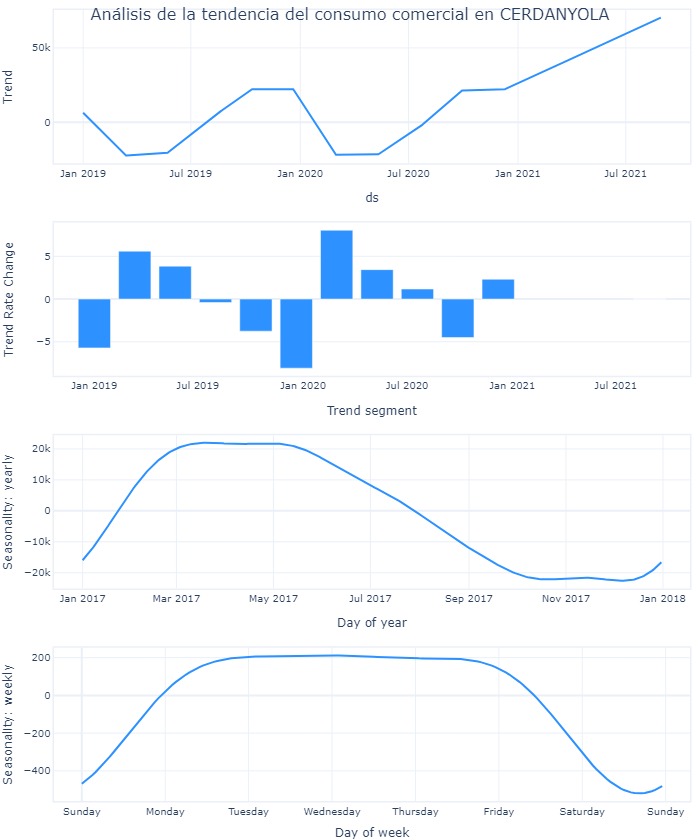 Análisis de la tendencia del consumo comercial en CERDANYOLA
Trend
50k
0
Jan 2019 Jul 2019 Jan 2020 Jul 2020 Jan 2021 Jul 2021
ds
Trend Rate Change
5
0
−5
Jan 2019 Jul 2019 Jan 2020 Jul 2020 Jan 2021 Jul 2021
Trend segment
Seasonality: yearly
20k
10k
0
−10k
−20k
Jan 2017 Mar 2017 May 2017 Jul 2017 Sep 2017 Nov 2017 Jan 2018
Day of year
Seasonality: weekly
200
0
−200
−400
Sunday Monday Tuesday Wednesday Thursday Friday Saturday Sunday
Day of week